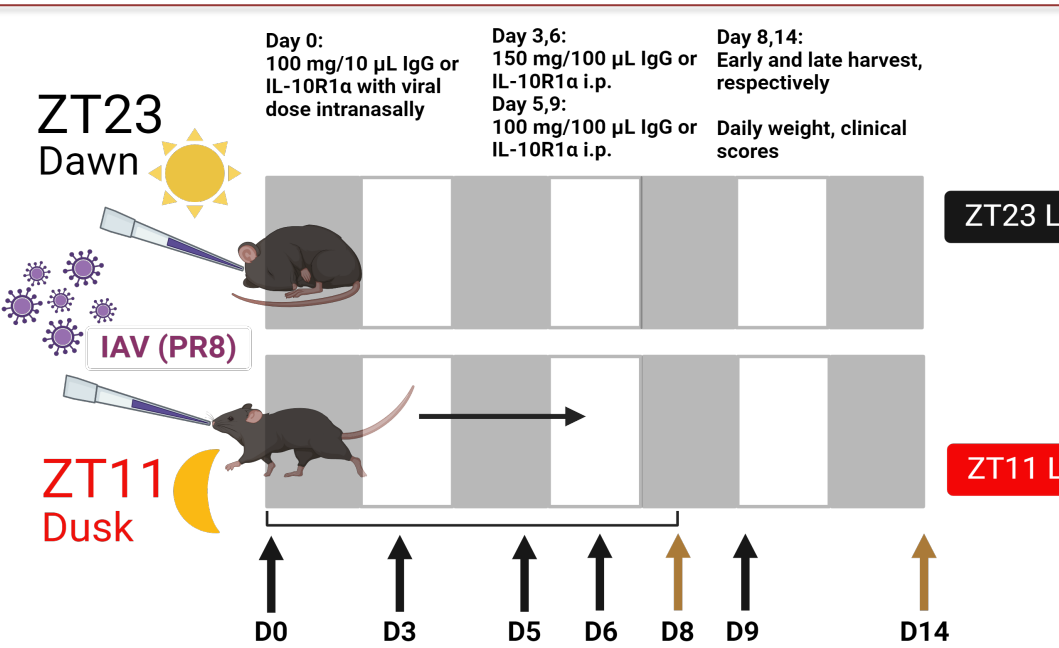 Day 0:
100 mg/10 µL IgG or
IL-10R1α with viral
dose intranasally
Day 3,6:
150 mg/100 µL IgG or
IL-10R1α i.p.
Day 5,9:
100 mg/100 µL IgG or
IL-10R1α i.p.
Day 8,14:
Early and late harvest,
respectively
Daily weight, clinical
scores
ZT23
Dawn
ZT23 L
IAV (PR8)
ZT11
Dusk
ZT11 L
D0 D3 D5 D6 D8 D9 D14